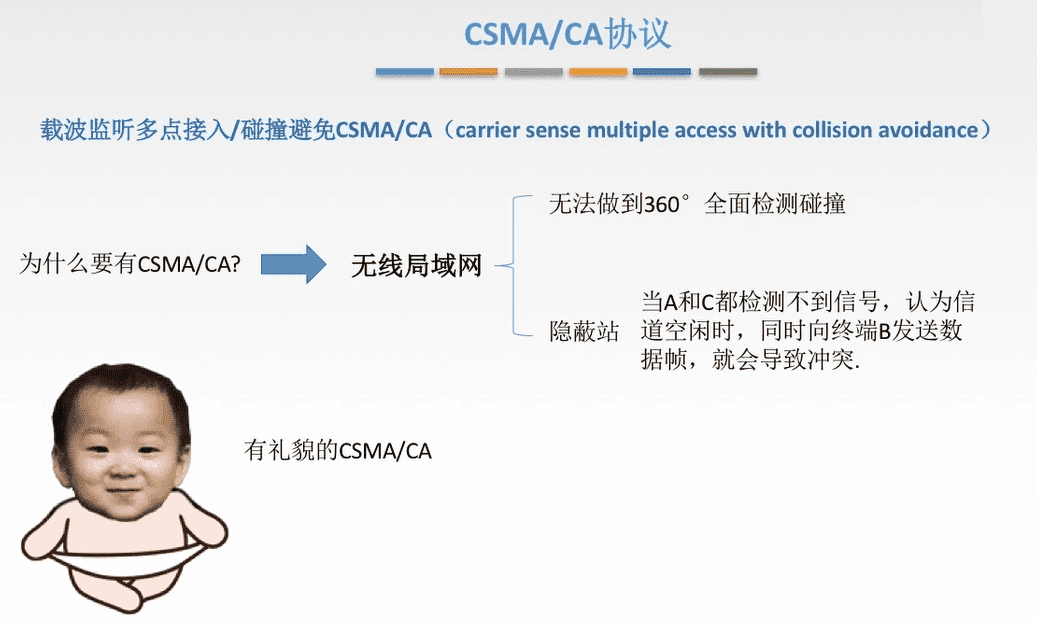 CSMA/CA协议
载波监听多点接入/碰撞避免CSMA/CA（carrier sense multiple access with collision avoidance）
无法做到360°全面检测碰撞
为什么要有CSMA/CA?
无线局域网
隐蔽站
当A和C都检测不到信号，认为信
道空闲时，同时向终端B发送数
据帧，就会导致冲突.
有礼貌的CSMA/CA